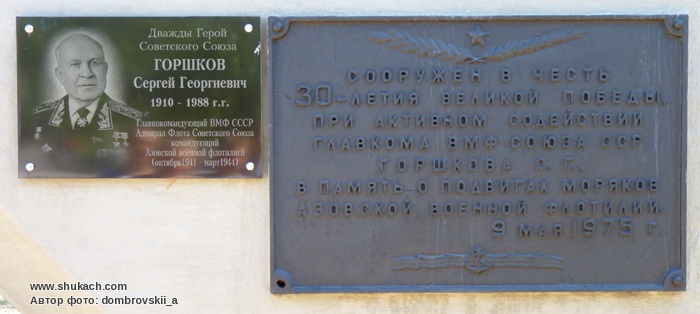 Дважды Герой
Советского Союза
ГОРШКОВ
Сергей Георгиевич
1910 - 1988 г.г.
Главнокомандующий ВМФ СССР
Адмирал Флота Советского Союза
командующий
Азовской военной флотилией
(октябрь1941 - март1944)
СООРУЖЕН В ЧЕСТЬ
30-ЛЕТИЯ ВЕЛИКОЙ ПОБЕДЫ,
ПРИ АКТИВНОМ СОДЕЙСТВИИ
ГЛАВКОМА ВМФ СОЮЗА ССР
ГОРШКОВА С. Г.,
В ПАМЯТЬ О ПОДВИГАХ МОРЯКОВ
АЗОВСКОЙ ВОЕННОЙ ФЛОТИЛИИ.
9 МАЯ 1975 Г.
www.shukach.com
Автор фото: dombrovskii_a